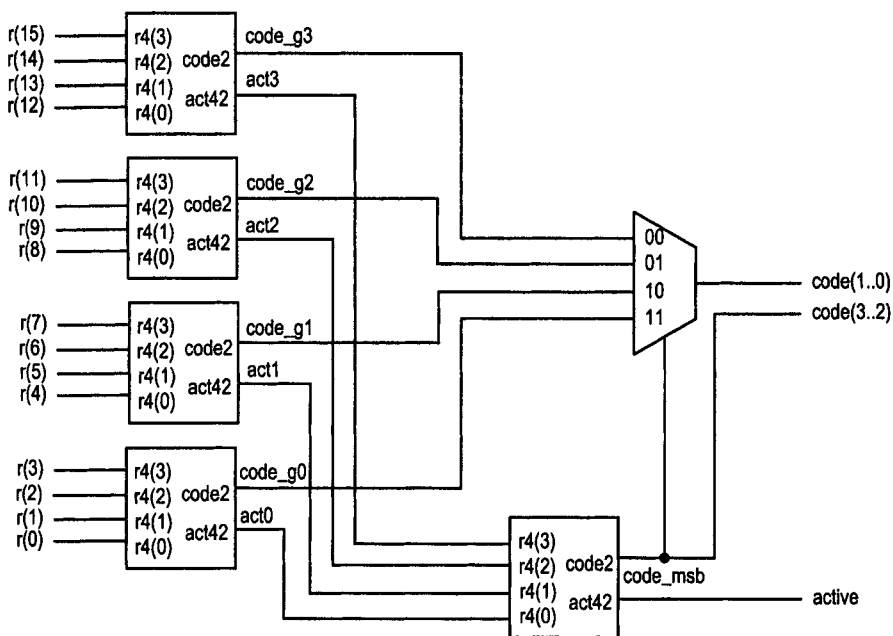 r(15)
r(14)
r(13)
r(12)
r4(3)
r4(2)
r4(1)
r4(0)
code2
act42
code_g3
act3
r(11)
r(10)
r(9)
r(8)
r4(3)
r4(2)
r4(1)
r4(0)
code2
act42
code_g2
act2
r(7)
r(6)
r(5)
r(4)
r4(3)
r4(2)
r4(1)
r4(0)
code2
act42
code_g1
act1
r(3)
r(2)
r(1)
r(0)
r4(3)
r4(2)
r4(1)
r4(0)
code2
act42
code_g0
act0
00
01
10
11
code(1..0)
code(3..2)
r4(3)
r4(2)
r4(1)
r4(0)
code2
act42
code_msb
active